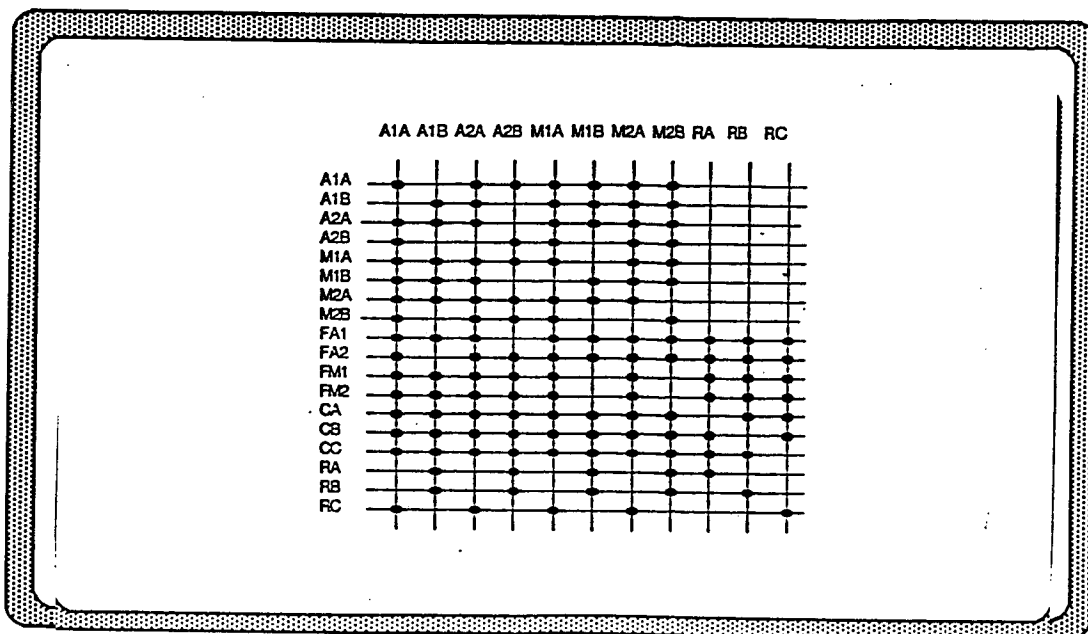 A1A A1B A2A A2B M1A M1B M2A M2B RA RB RC
A1A
A1B
A2A
A2B
M1A
M1B
M2A
M2B
FA1
FA2
FM1
FM2
CA
CB
CC
RA
RB
RC